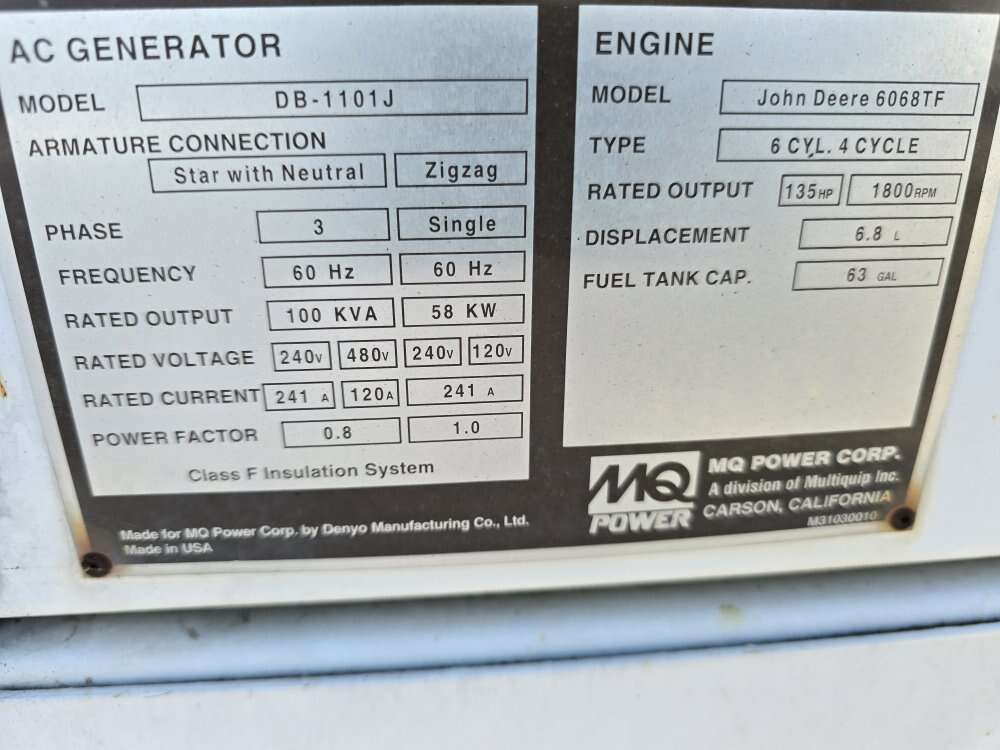 AC GENERATOR
MODEL DB-1101J
ARMATURE CONNECTION
Star with Neutral Zigzag
PHASE 3 Single
FREQUENCY 60 Hz 60 Hz
RATED OUTPUT 100 KVA 58 KW
RATED VOLTAGE 240V 480V 240V 120V
RATED CURRENT 241 A 120A 241 A
POWER FACTOR 0.8 1.0
Class F Insulation System
Made for MQ Power Corp. by Denyo Manufacturing Co., Ltd.
Made in USA
ENGINE
MODEL John Deere 6068TF
TYPE 6 CYL. 4 CYCLE
RATED OUTPUT 135HP 1800RPM
DISPLACEMENT 6.8 L
FUEL TANK CAP. 63 GAL
MQ
POWER
MQ POWER CORP.
A division of Multiquip Inc.
CARSON, CALIFORNIA
M31030010